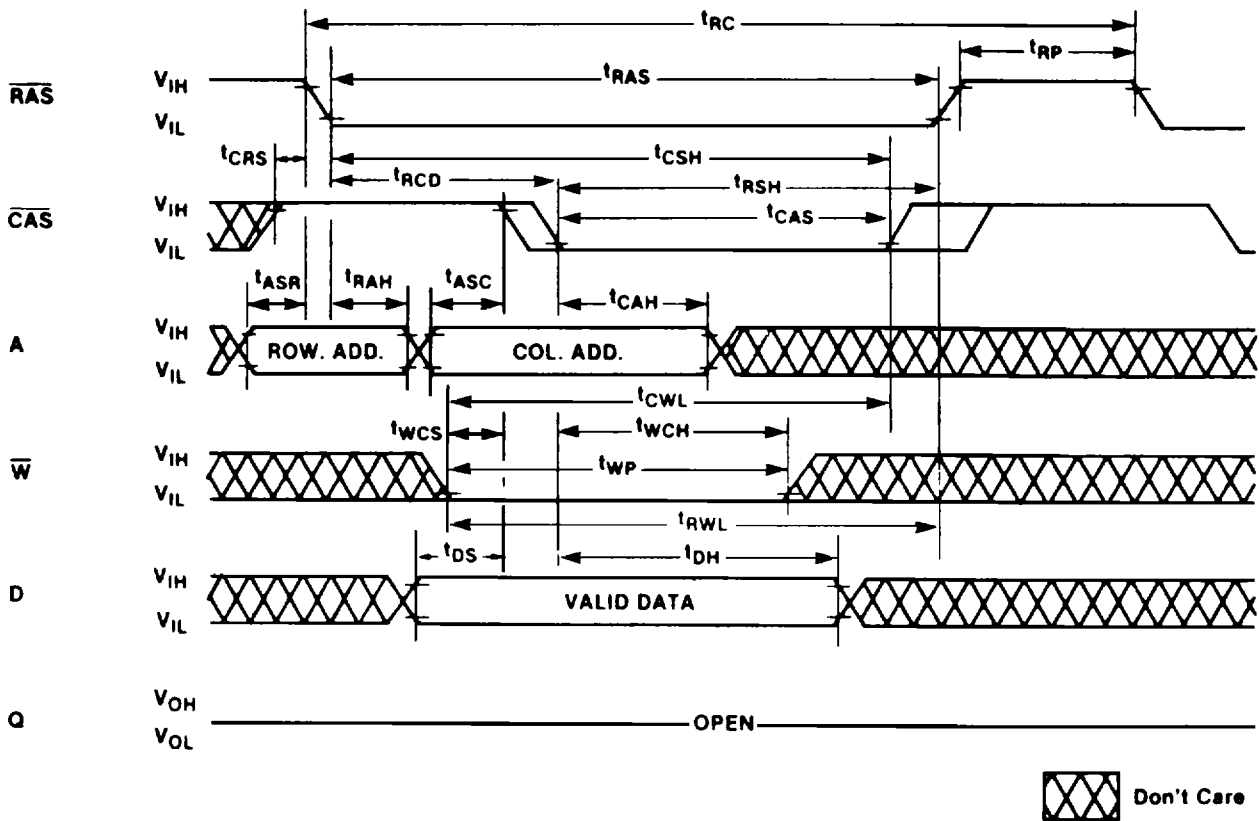 tRC
tRP
RAS
VIH
tRAS
VIL
tCRS
tCSH
tRCD
tRSH
CAS
VIH
tCAS
VIL
tASR
tRAH
tASC
tCAH
A
VIH
ROW. ADD.
COL. ADD.
VIL
tCWL
tWCS
tWCH
W
VIH
tWP
VIL
tRWL
tDS
tDH
D
VIH
VALID DATA
VIL
Q
VOH
OPEN
VOL
Don't Care